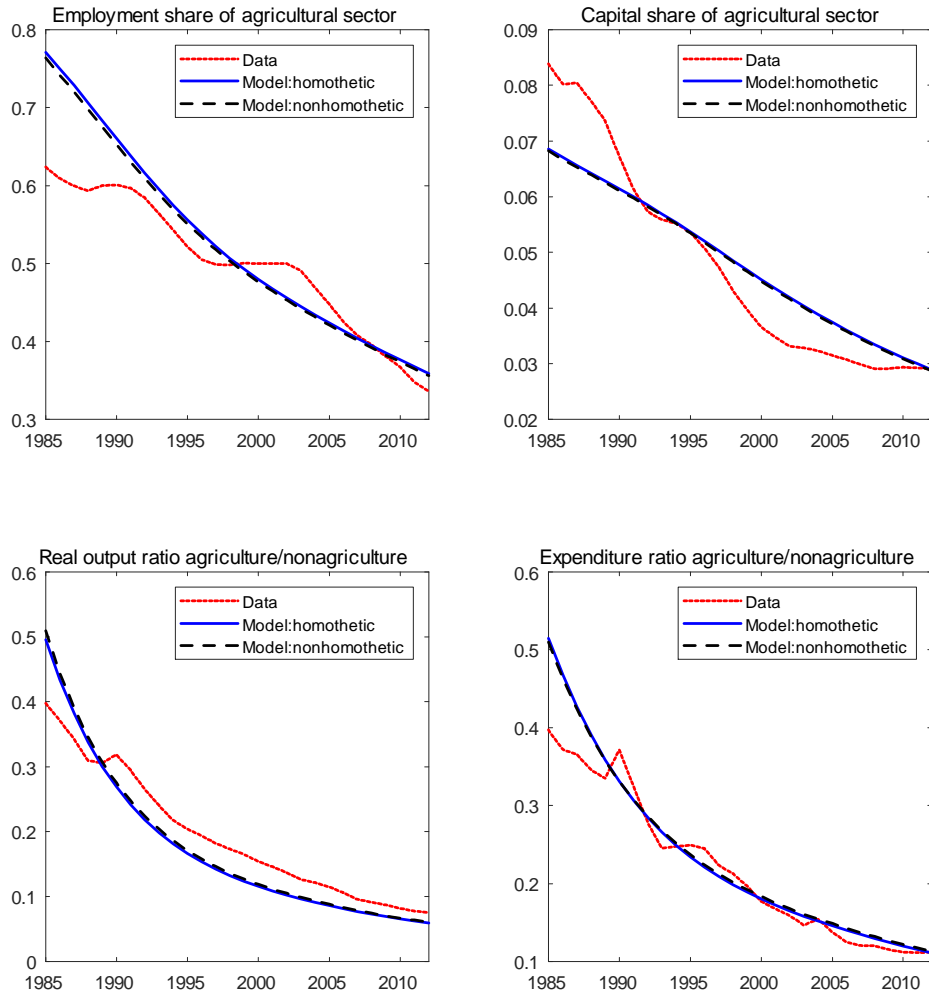 Employment share of agricultural sector
0.8
0.7
0.6
0.5
0.4
0.3
1985 1990 1995 2000 2005 2010
Data
Model:homothetic
Model:nonhomothetic
Capital share of agricultural sector
0.09
0.08
0.07
0.06
0.05
0.04
0.03
0.02
1985 1990 1995 2000 2005 2010
Data
Model:homothetic
Model:nonhomothetic
Real output ratio agriculture/nonagriculture
0.6
0.5
0.4
0.3
0.2
0.1
0
1985 1990 1995 2000 2005 2010
Data
Model:homothetic
Model:nonhomothetic
Expenditure ratio agriculture/nonagriculture
0.6
0.5
0.4
0.3
0.2
0.1
1985 1990 1995 2000 2005 2010
Data
Model:homothetic
Model:nonhomothetic